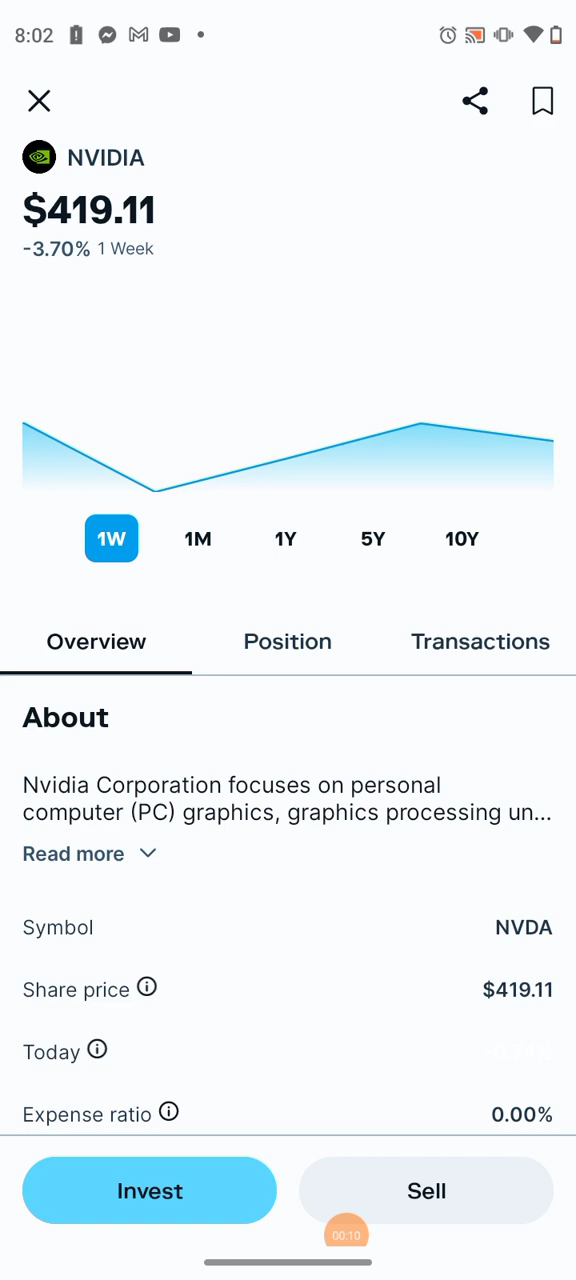 8:02
NVIDIA
$419.11
-3.70% 1 Week
1W 1M 1Y 5Y 10Y
Overview Position Transactions
About
Nvidia Corporation focuses on personal
computer (PC) graphics, graphics processing un...
Read more
Symbol NVDA
Share price $419.11
Today
Expense ratio 0.00%
Invest Sell
00:10